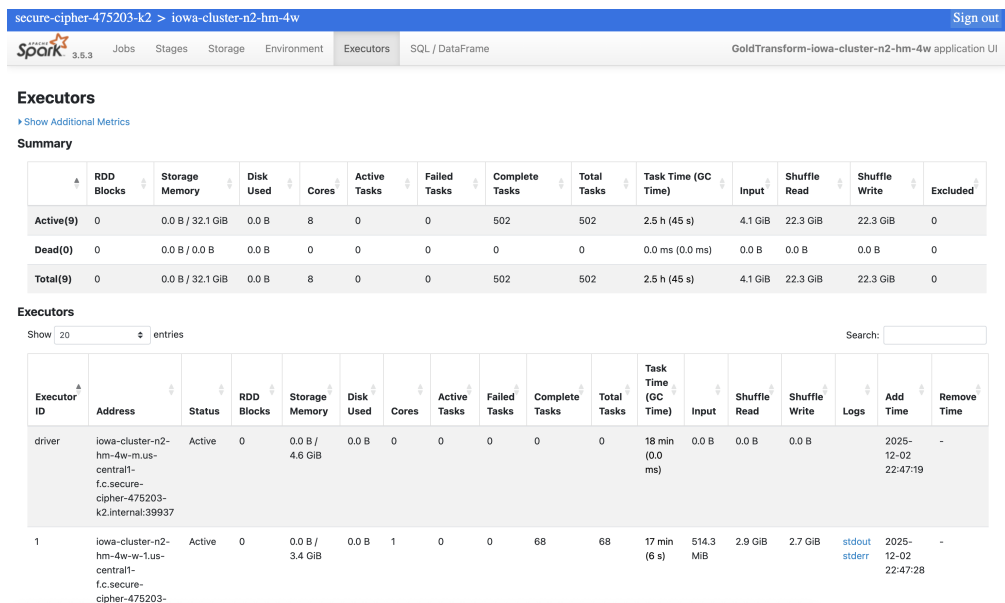 secure-cipher-475203-k2 > iowa-cluster-n2-hm-4w Sign out
APACHE Spark 3.5.3 Jobs Stages Storage Environment Executors SQL / DataFrame GoldTransform-iowa-cluster-n2-hm-4w application UI
Executors
Show Additional Metrics
Summary
RDD Blocks Storage Memory Disk Used Cores Active Tasks Failed Tasks Complete Tasks Total Tasks Task Time (GC Time) Input Shuffle Read Shuffle Write Excluded
Active(9) 0 0.0 B / 32.1 GiB 0.0 B 8 0 0 502 502 2.5 h (45 s) 4.1 GiB 22.3 GiB 22.3 GiB 0
Dead(0) 0 0.0 B / 0.0 B 0.0 B 0 0 0 0 0 0.0 ms (0.0 ms) 0.0 B 0.0 B 0.0 B 0
Total(9) 0 0.0 B / 32.1 GiB 0.0 B 8 0 0 502 502 2.5 h (45 s) 4.1 GiB 22.3 GiB 22.3 GiB 0
Executors
Show 20 entries Search:
Executor ID Address Status RDD Blocks Storage Memory Disk Used Cores Active Tasks Failed Tasks Complete Tasks Total Tasks Task Time (GC Time) Input Shuffle Read Shuffle Write Logs Add Time Remove Time
driver iowa-cluster-n2- Active 0 0.0 B / 0.0 B 0 0 0 0 0 18 min 0.0 B 0.0 B 0.0 B 2025- -
hm-4w-m.us- 4.6 GiB (0.0 12-02
central1- ms) 22:47:19
f.c.secure-
cipher-475203-
k2.internal:39937
1 iowa-cluster-n2- Active 0 0.0 B / 0.0 B 1 0 0 68 68 17 min 514.3 2.9 GiB 2.7 GiB stdout 2025- -
hm-4w-w-1.us- 3.4 GiB (6 s) MiB stderr 12-02
central1- 22:47:28
f.c.secure-
cipher-475203-